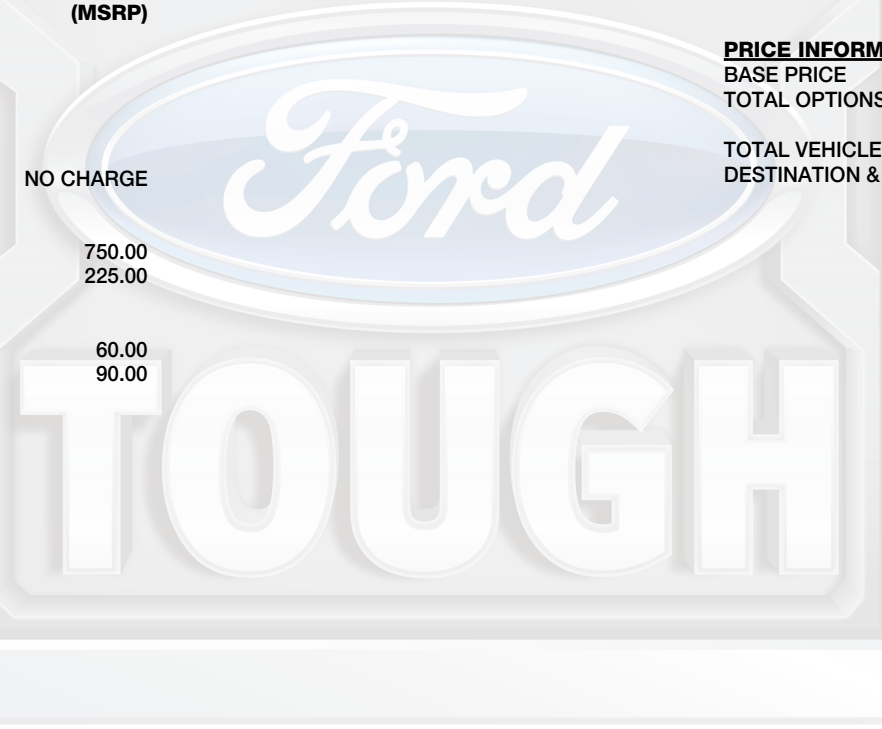 (MSRP)
NO CHARGE
750.00
225.00
60.00
90.00
PRICE INFORM
BASE PRICE
TOTAL OPTIONS
TOTAL VEHICLE
DESTINATION &
Ford
TOUGH